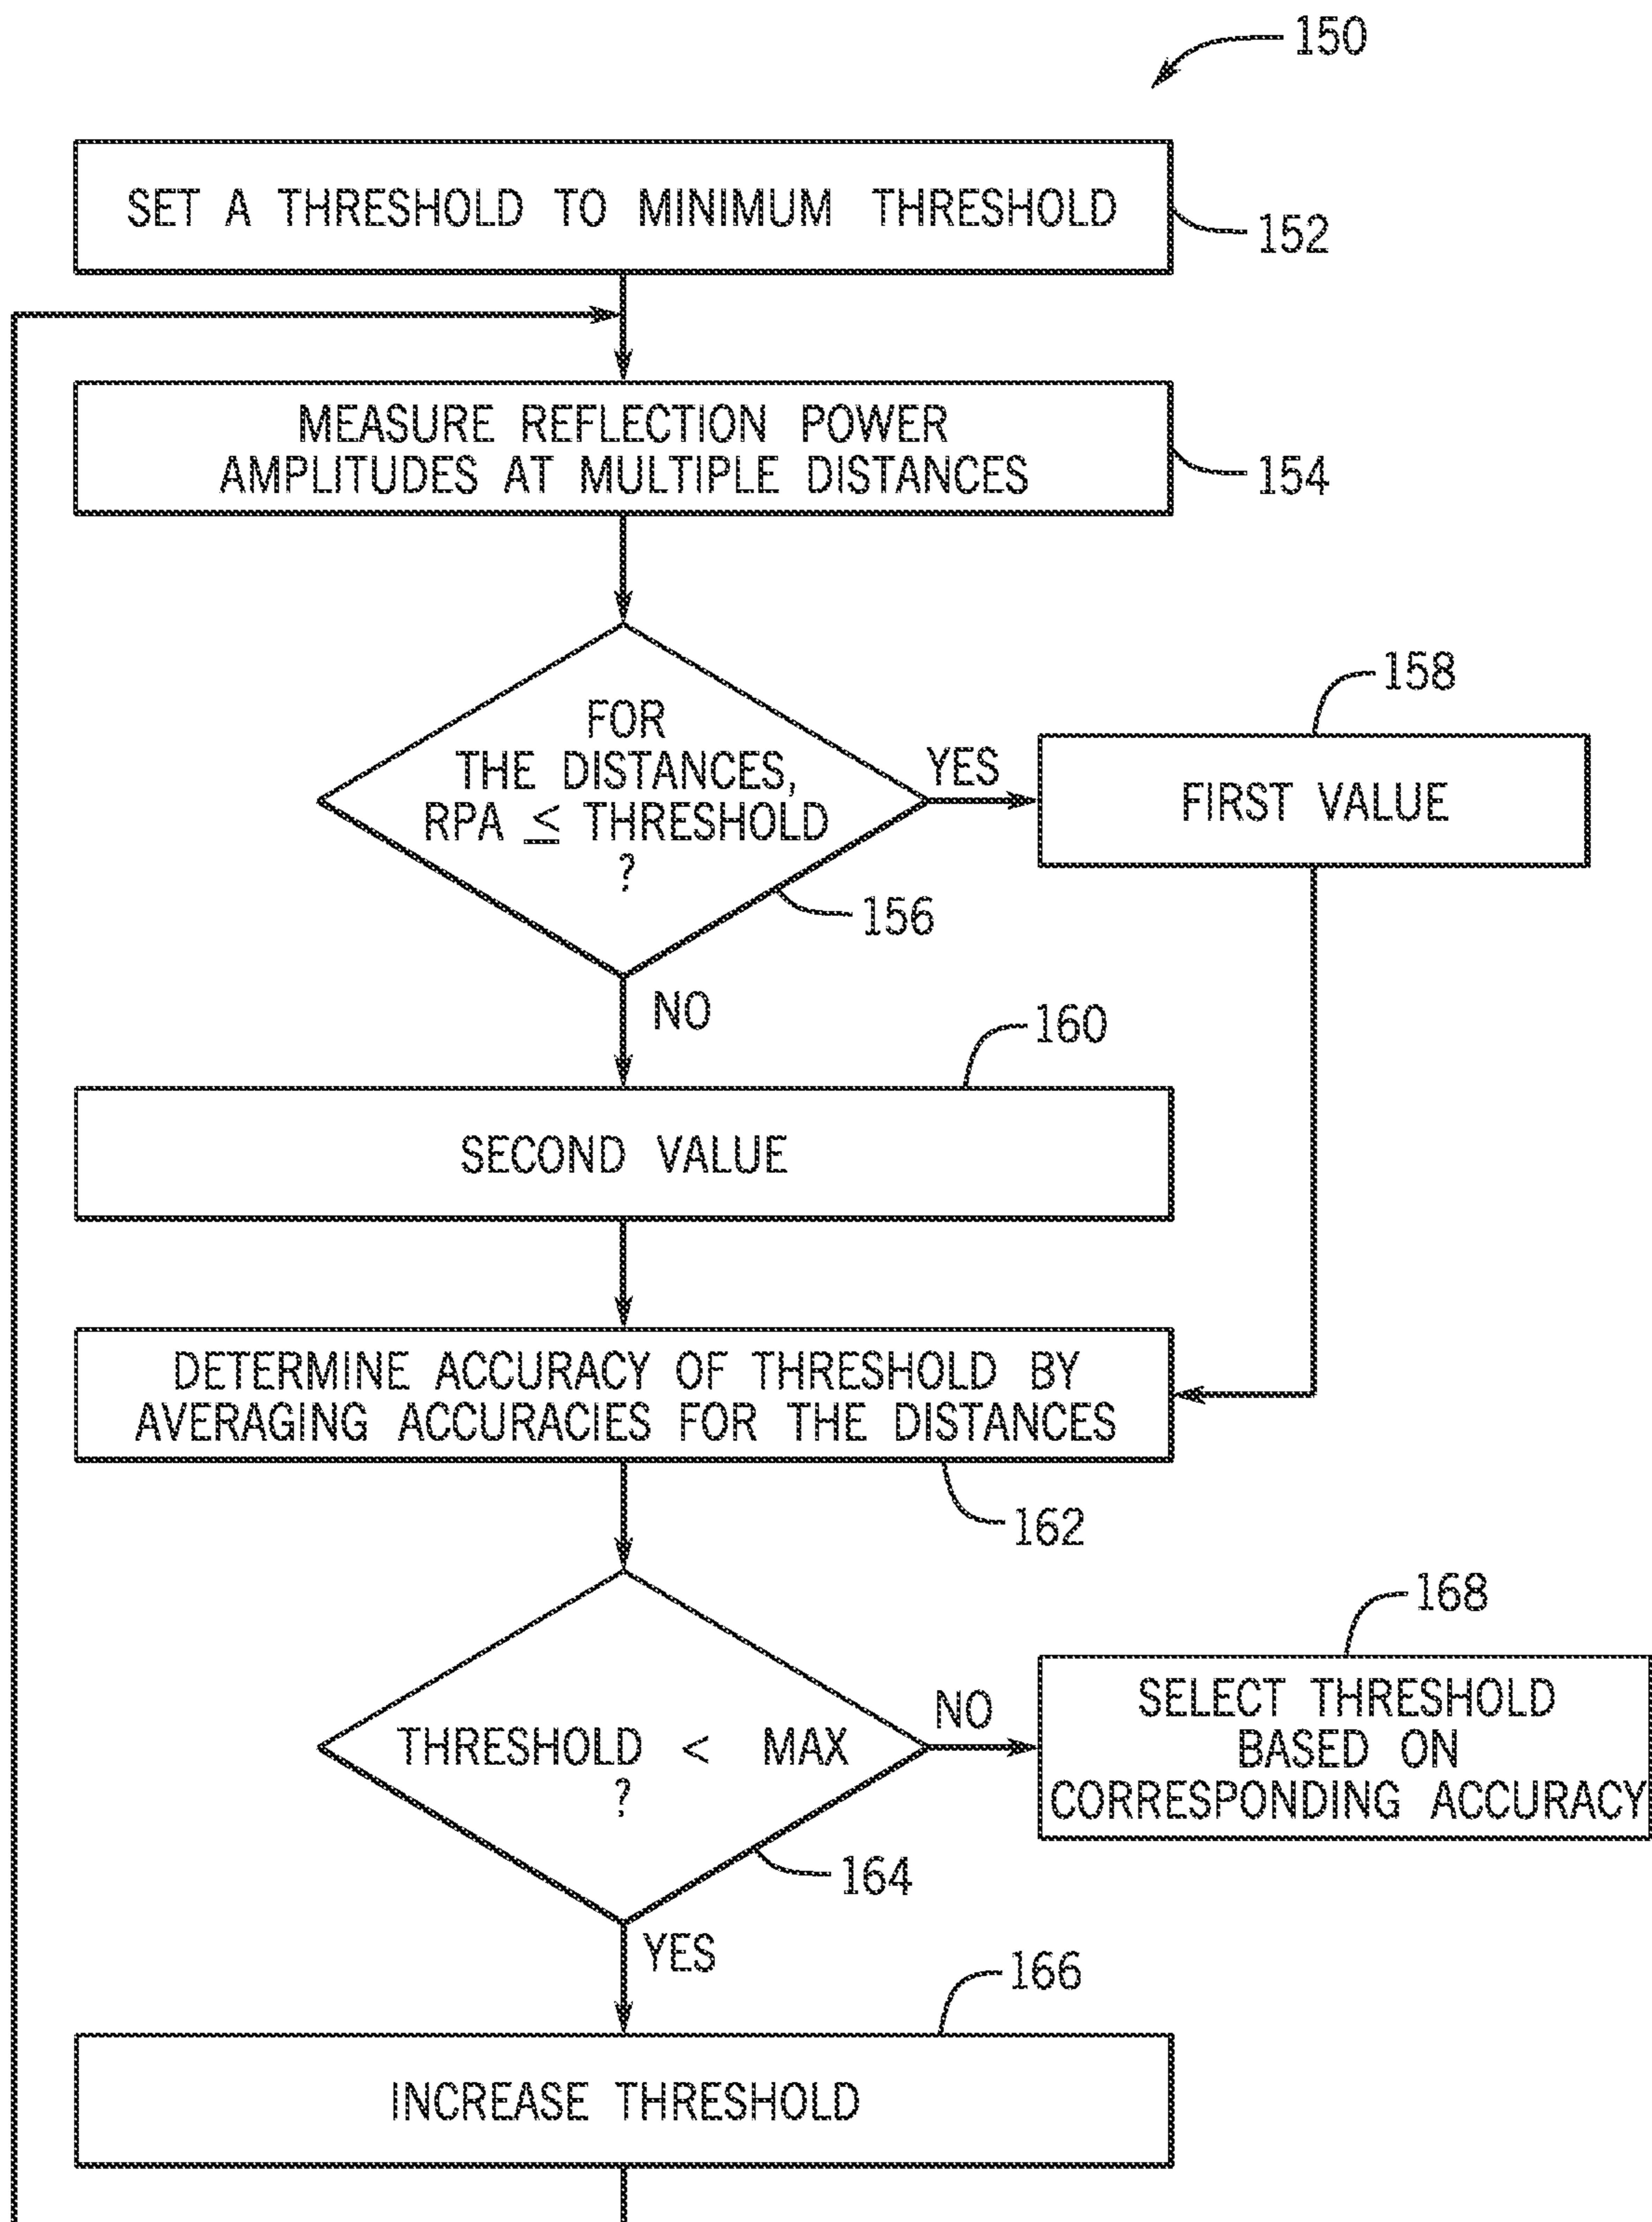 150
SET A THRESHOLD TO MINIMUM THRESHOLD
152
MEASURE REFLECTION POWER
AMPLITUDES AT MULTIPLE DISTANCES
154
FOR
THE DISTANCES,
RPA ≤ THRESHOLD
?
156
YES
158
FIRST VALUE
NO
160
SECOND VALUE
DETERMINE ACCURACY OF THRESHOLD BY
AVERAGING ACCURACIES FOR THE DISTANCES
162
THRESHOLD < MAX
?
164
NO
168
SELECT THRESHOLD
BASED ON
CORRESPONDING ACCURACY
YES
166
INCREASE THRESHOLD